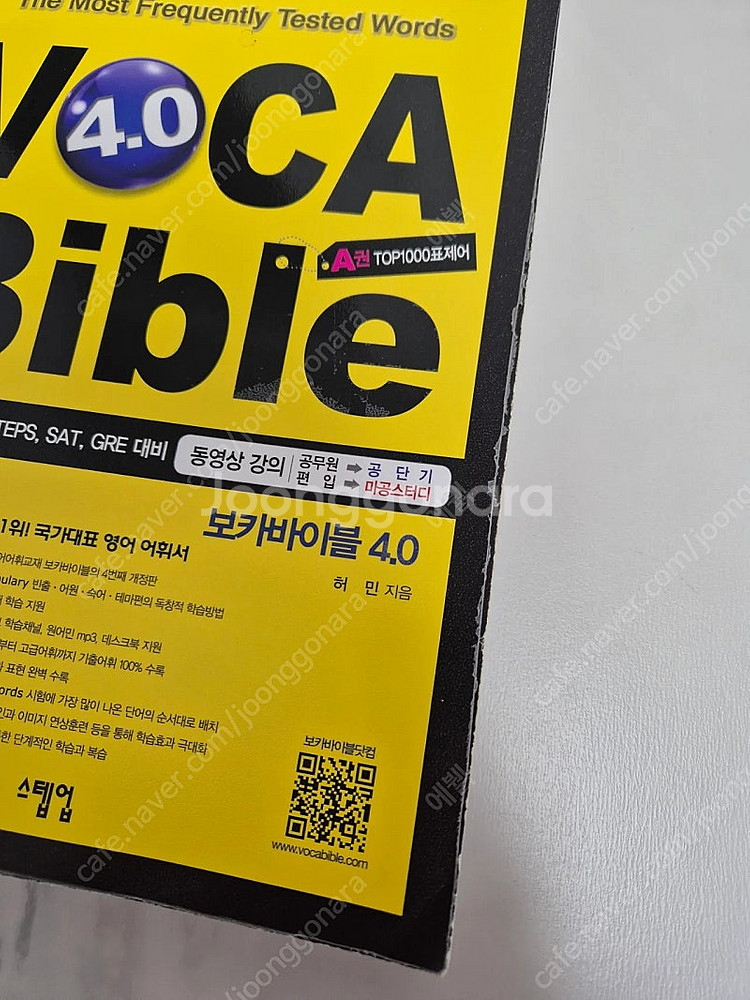 The Most Frequently Tested Words
VOCA
4.0
Bible
A권 TOP1000표제어
TEPS, SAT, GRE 대비
동영상 강의
공무원 ➡ 공 단 기
편 입 ➡ 미공스터디
보카바이블 4.0
허 민 지음
1위! 국가대표 영어 어휘서
어어휘교재 보카바이블의 4번째 개정판
bulary 빈출·어원·숙어·테마편의 독창적 학습방법
학습 지원
학습채널, 원어민 mp3, 데스크북 지원
부터 고급어휘까지 기출어휘 100% 수록
표현 완벽 수록
ords 시험에 가장 많이 나온 단어의 순서대로 배치
인과 이미지 연상훈련 등을 통해 학습효과 극대화
한 단계적인 학습과 복습
스텝업
보카바이블닷컴
www.vocabible.com
Joonggonara
cafe.naver.com/joonggonara